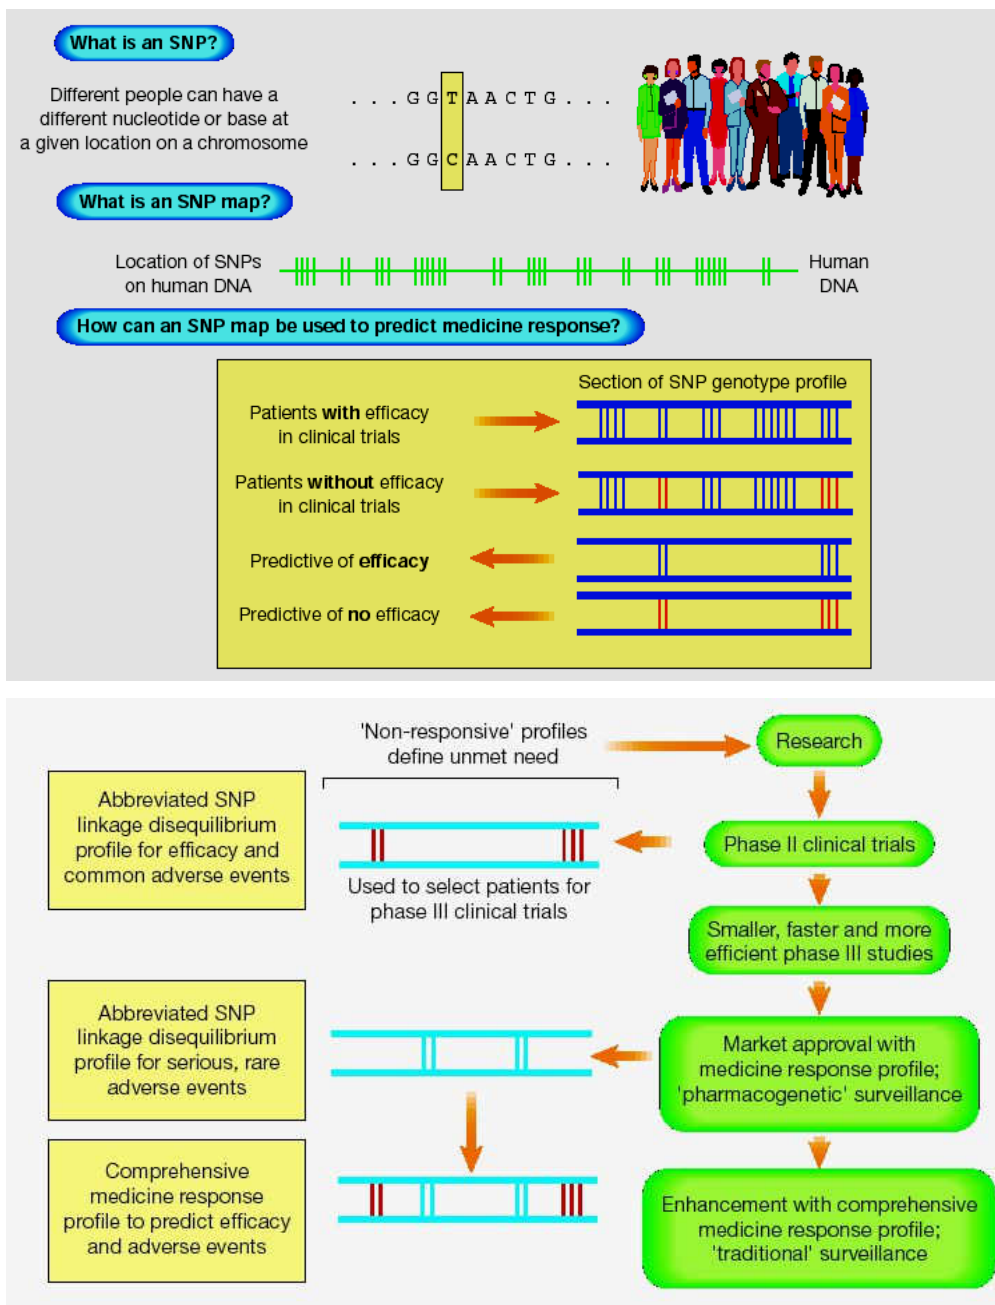 What is an SNP?
Different people can have a
different nucleotide or base at
a given location on a chromosome
. . . G G T A A C T G . . .
. . . G G C A A C T G . . .
What is an SNP map?
Location of SNPs
on human DNA
Human
DNA
How can an SNP map be used to predict medicine response?
Section of SNP genotype profile
Patients with efficacy
in clinical trials
Patients without efficacy
in clinical trials
Predictive of efficacy
Predictive of no efficacy
'Non-responsive' profiles
define unmet need
Research
Abbreviated SNP
linkage disequilibrium
profile for efficacy and
common adverse events
Used to select patients for
phase III clinical trials
Phase II clinical trials
Smaller, faster and more
efficient phase III studies
Abbreviated SNP
linkage disequilibrium
profile for serious, rare
adverse events
Market approval with
medicine response profile;
'pharmacogenetic' surveillance
Comprehensive
medicine response
profile to predict efficacy
and adverse events
Enhancement with comprehensive
medicine response profile;
'traditional' surveillance